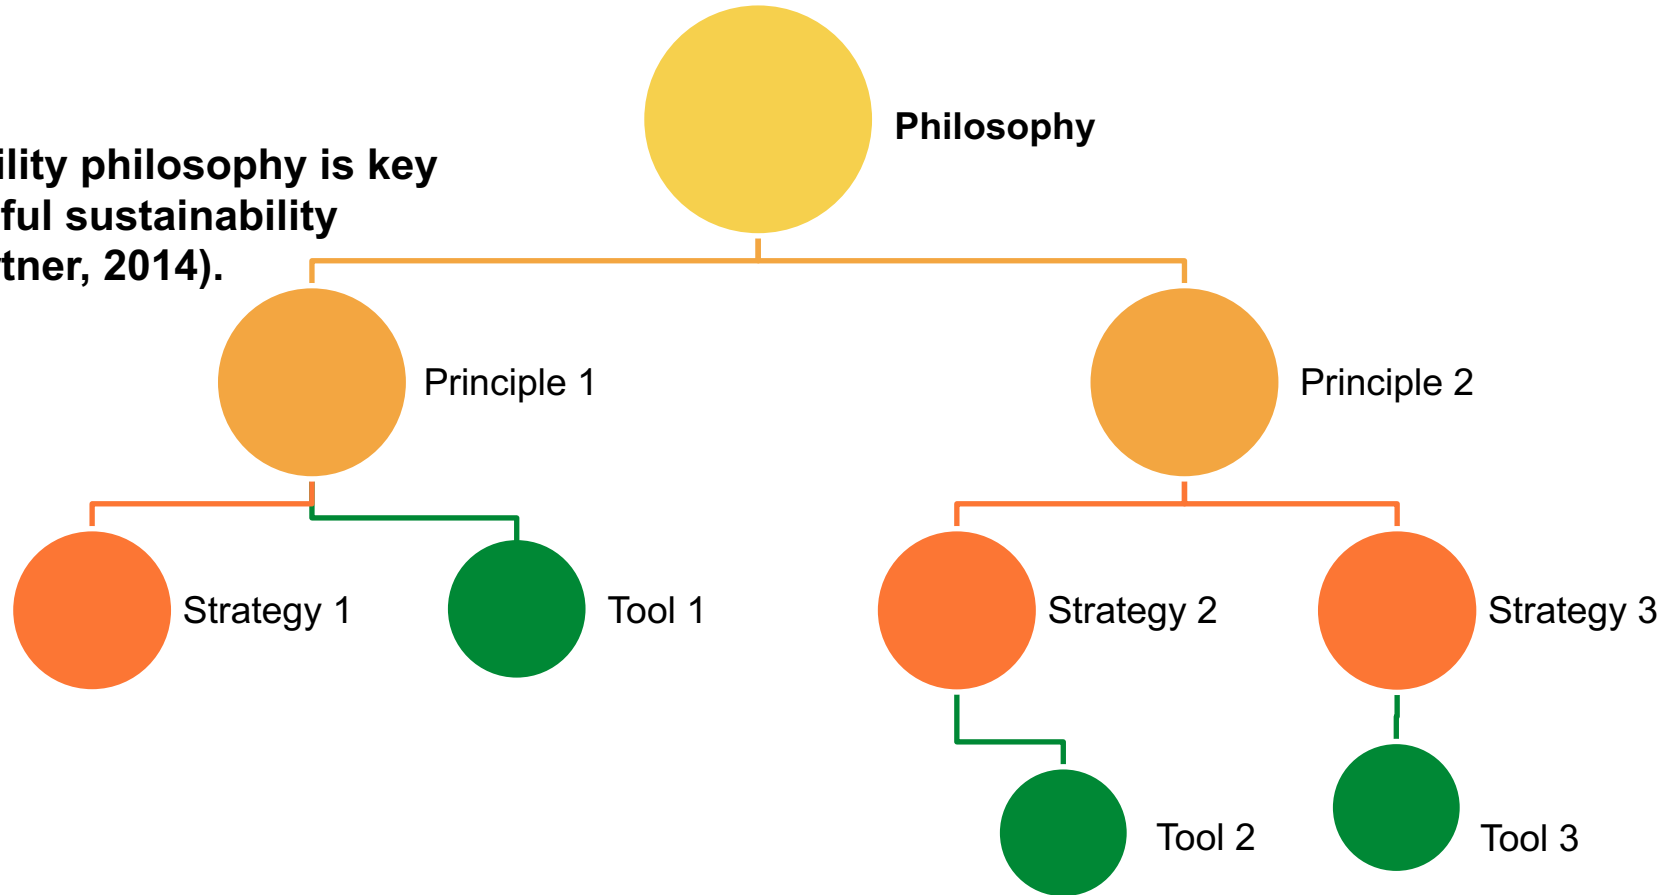 Philosophy
ility philosophy is key
ful sustainability
tner, 2014).
Principle 1
Principle 2
Strategy 1
Tool 1
Strategy 2
Strategy 3
Tool 2
Tool 3